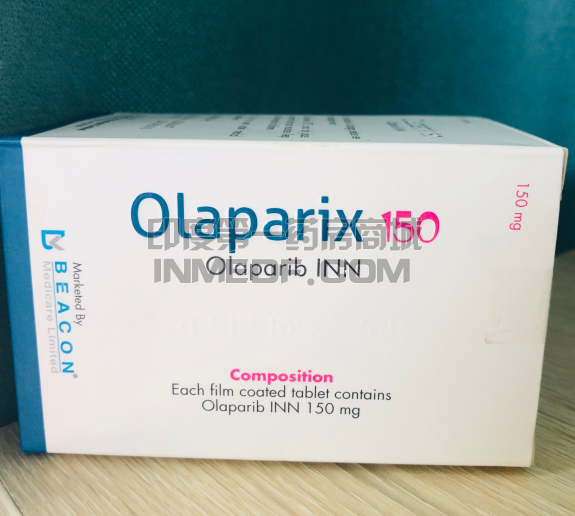 Olaparix 150
Olaparib INN
150 mg
Marketed By
BEACON®
Medicare Limited
Composition
Each film coated tablet contains
Olaparib INN 150 mg
印度第一药房商城
INMEDI.COM